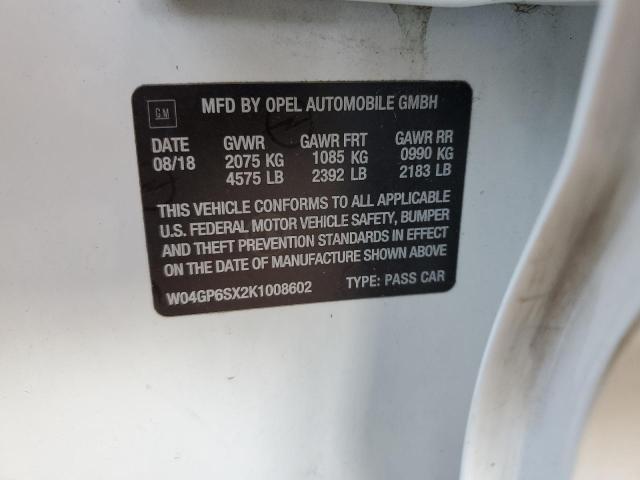 GM
MFD BY OPEL AUTOMOBILE GMBH
DATE GVWR GAWR FRT GAWR RR
08/18 2075 KG 1085 KG 0990 KG
4575 LB 2392 LB 2183 LB
THIS VEHICLE CONFORMS TO ALL APPLICABLE
U.S. FEDERAL MOTOR VEHICLE SAFETY, BUMPER
AND THEFT PREVENTION STANDARDS IN EFFECT
ON THE DATE OF MANUFACTURE SHOWN ABOVE
W04GP6SX2K1008602 TYPE: PASS CAR